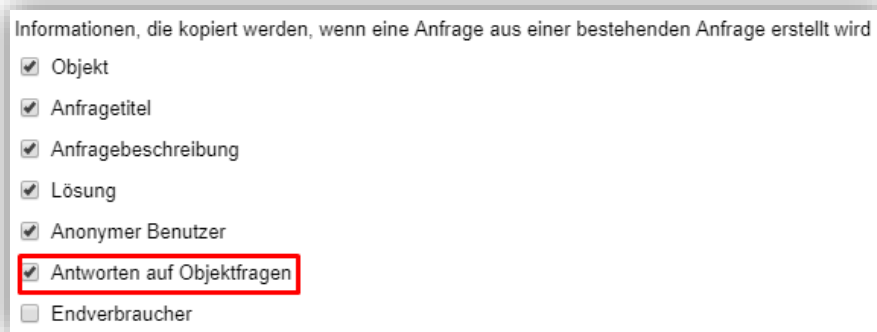 Informationen, die kopiert werden, wenn eine Anfrage aus einer bestehenden Anfrage erstellt wird
Objekt
Anfragetitel
Anfragebeschreibung
Lösung
Anonymer Benutzer
Antworten auf Objektfragen
Endverbraucher